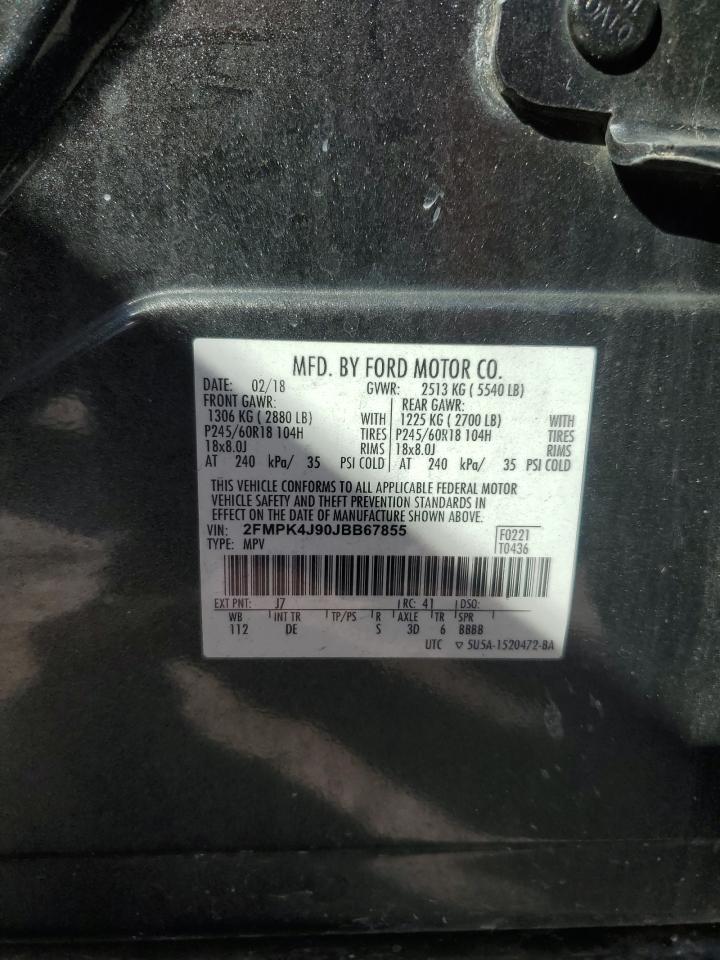 MFD. BY FORD MOTOR CO.
DATE: 02/18 GVWR: 2513 KG ( 5540 LB)
FRONT GAWR: REAR GAWR:
1306 KG ( 2880 LB) WITH 1225 KG ( 2700 LB) WITH
P245/60R18 104H TIRES P245/60R18 104H TIRES
18x8.0J RIMS 18x8.0J RIMS
AT 240 kPa/ 35 PSI COLD AT 240 kPa/ 35 PSI COLD
THIS VEHICLE CONFORMS TO ALL APPLICABLE FEDERAL MOTOR
VEHICLE SAFETY AND THEFT PREVENTION STANDARDS IN
EFFECT ON THE DATE OF MANUFACTURE SHOWN ABOVE.
VIN: 2FMPK4J90JBB67855 F0221
TYPE: MPV T0436
EXT PNT: J7 RC: 41 DSO:
WB INT TR TP/PS R AXLE TR SPR
112 DE S 3D 6 BBBB
UTC ▽ 5U5A-1520472-BA